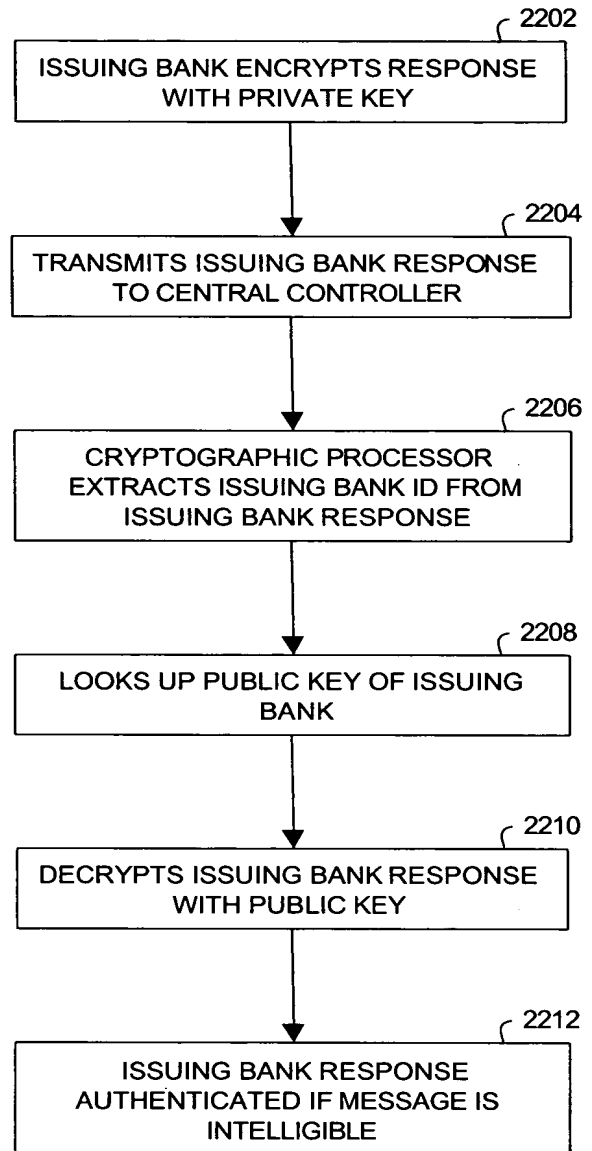 2202
ISSUING BANK ENCRYPTS RESPONSE
WITH PRIVATE KEY
2204
TRANSMITS ISSUING BANK RESPONSE
TO CENTRAL CONTROLLER
2206
CRYPTOGRAPHIC PROCESSOR
EXTRACTS ISSUING BANK ID FROM
ISSUING BANK RESPONSE
2208
LOOKS UP PUBLIC KEY OF ISSUING
BANK
2210
DECRYPTS ISSUING BANK RESPONSE
WITH PUBLIC KEY
2212
ISSUING BANK RESPONSE
AUTHENTICATED IF MESSAGE IS
INTELLIGIBLE